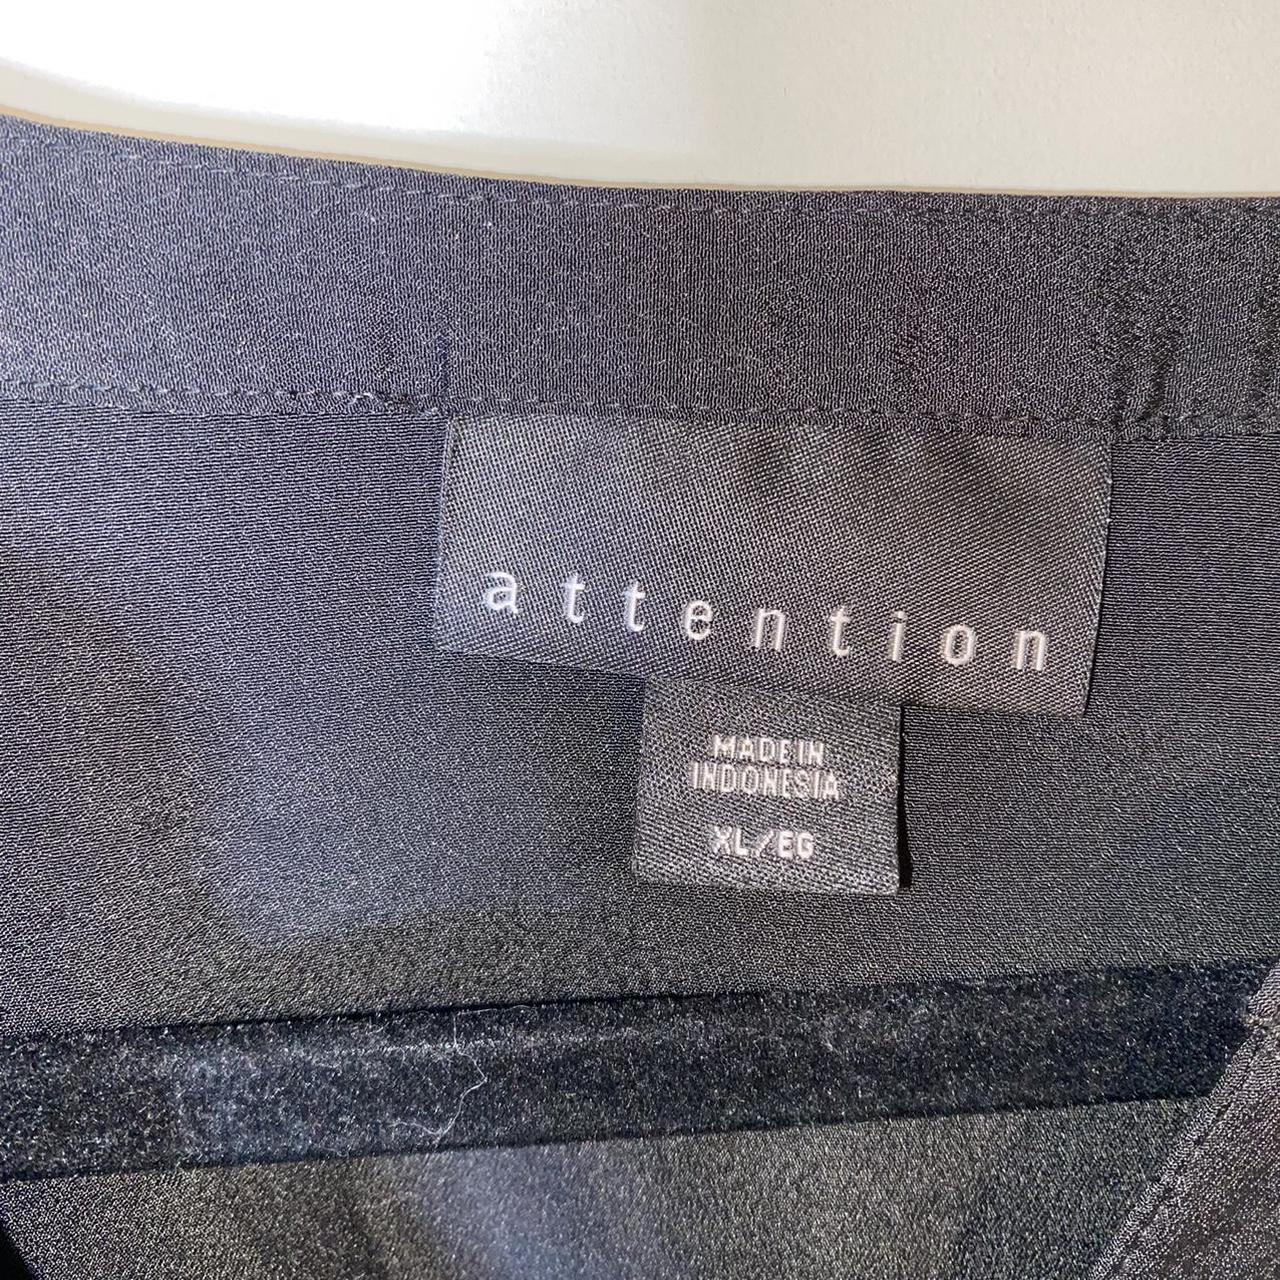 attention
MADE IN
INDONESIA
XL/EG